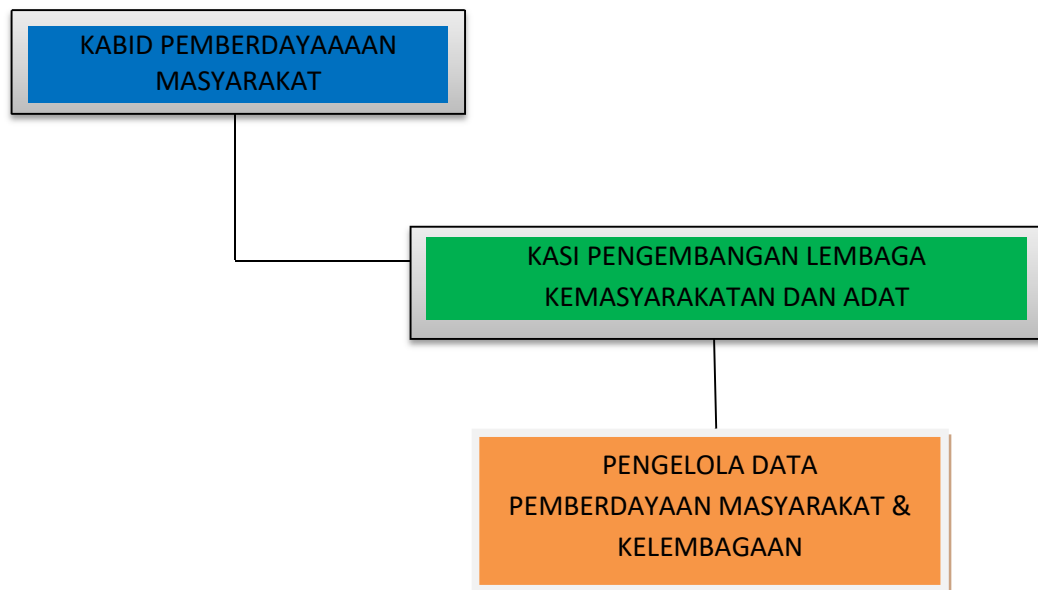 KABID PEMBERDAYAAAAN
MASYARAKAT
KASI PENGEMBANGAN LEMBAGA
KEMASYARAKATAN DAN ADAT
PENGELOLA DATA
PEMBERDAYAAN MASYARAKAT &
KELEMBAGAAN